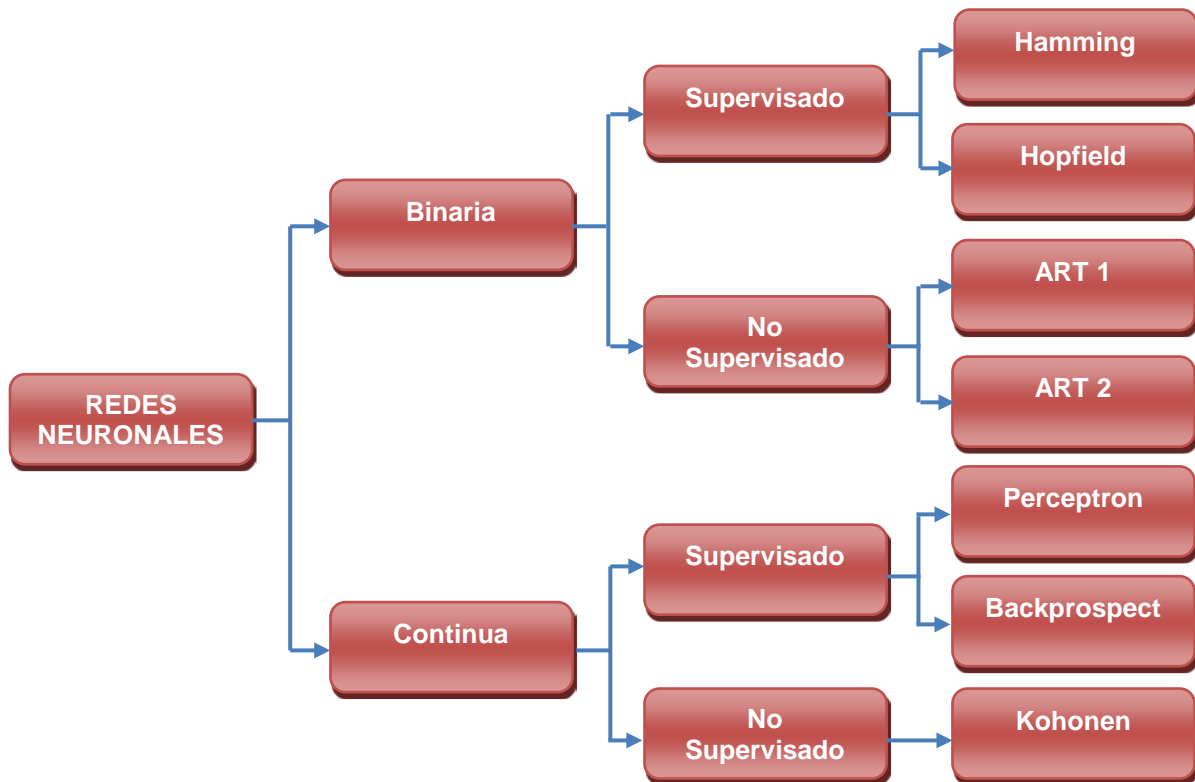 REDES
NEURONALES
Binaria
Supervisado
Hamming
Hopfield
No
Supervisado
ART 1
ART 2
Continua
Supervisado
Perceptron
Backprospect
No
Supervisado
Kohonen